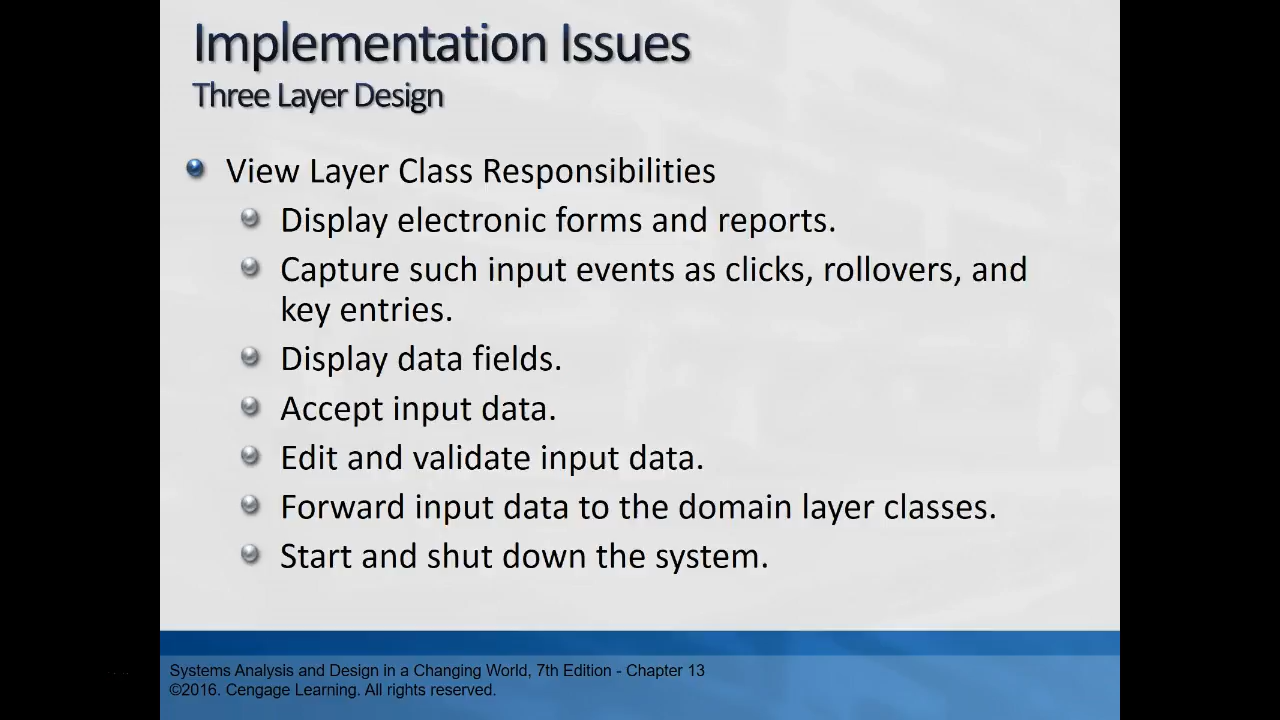 Implementation Issues
Three Layer Design
View Layer Class Responsibilities
Display electronic forms and reports.
Capture such input events as clicks, rollovers, and
key entries.
Display data fields.
Accept input data.
Edit and validate input data.
Forward input data to the domain layer classes.
Start and shut down the system.
Systems Analysis and Design in a Changing World, 7th Edition - Chapter 13
©2016. Cengage Learning. All rights reserved.